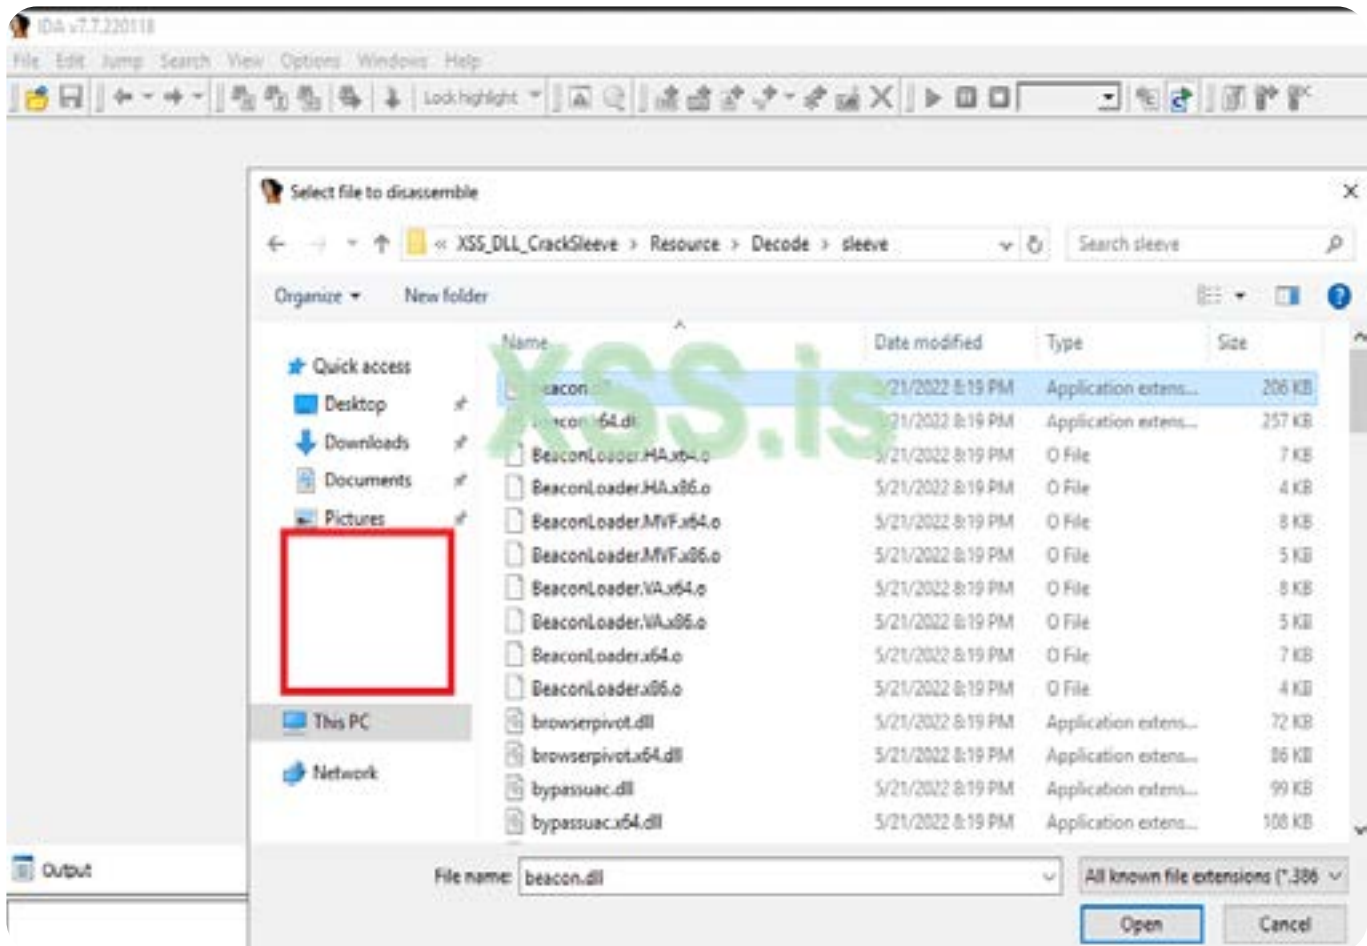 IDA v7.7.220118
File Edit Jump Search View Options Windows Help
Lock highlight
Select file to disassemble
« XSS_DLL_CrackSleeve > Resource > Decode > sleeve
Search sleeve
Organize
New folder
Name Date modified Type Size
Quick access
Desktop
Downloads
Documents
Pictures
This PC
Network
XSS.is
beacon.dll 5/21/2022 8:19 PM Application extens... 206 KB
beacon.x64.dll 5/21/2022 8:19 PM Application extens... 257 KB
BeaconLoader.HA.x64.o 5/21/2022 8:19 PM O File 7 KB
BeaconLoader.HA.x86.o 5/21/2022 8:19 PM O File 4 KB
BeaconLoader.MVF.x64.o 5/21/2022 8:19 PM O File 8 KB
BeaconLoader.MVF.x86.o 5/21/2022 8:19 PM O File 5 KB
BeaconLoader.VA.x64.o 5/21/2022 8:19 PM O File 8 KB
BeaconLoader.VA.x86.o 5/21/2022 8:19 PM O File 5 KB
BeaconLoader.x64.o 5/21/2022 8:19 PM O File 7 KB
BeaconLoader.x86.o 5/21/2022 8:19 PM O File 4 KB
browserpivot.dll 5/21/2022 8:19 PM Application extens... 72 KB
browserpivot.x64.dll 5/21/2022 8:19 PM Application extens... 86 KB
bypassuac.dll 5/21/2022 8:19 PM Application extens... 99 KB
bypassuac.x64.dll 5/21/2022 8:19 PM Application extens... 108 KB
Output
File name: beacon.dll
All known file extensions (*.386
Open Cancel